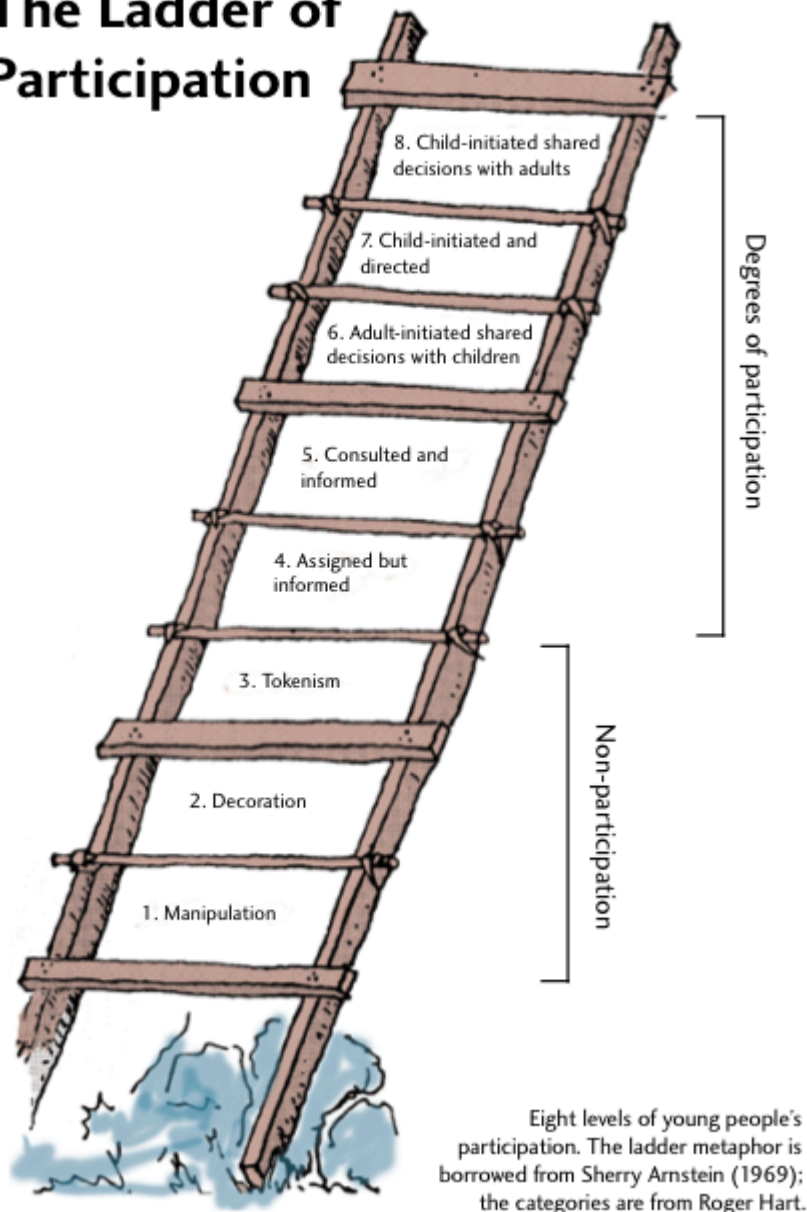 The Ladder of
Participation
8. Child-initiated shared
decisions with adults
7. Child-initiated and
directed
6. Adult-initiated shared
decisions with children
5. Consulted and
informed
4. Assigned but
informed
3. Tokenism
2. Decoration
1. Manipulation
Degrees of participation
Non-participation
Eight levels of young people's
participation. The ladder metaphor is
borrowed from Sherry Arnstein (1969);
the categories are from Roger Hart.